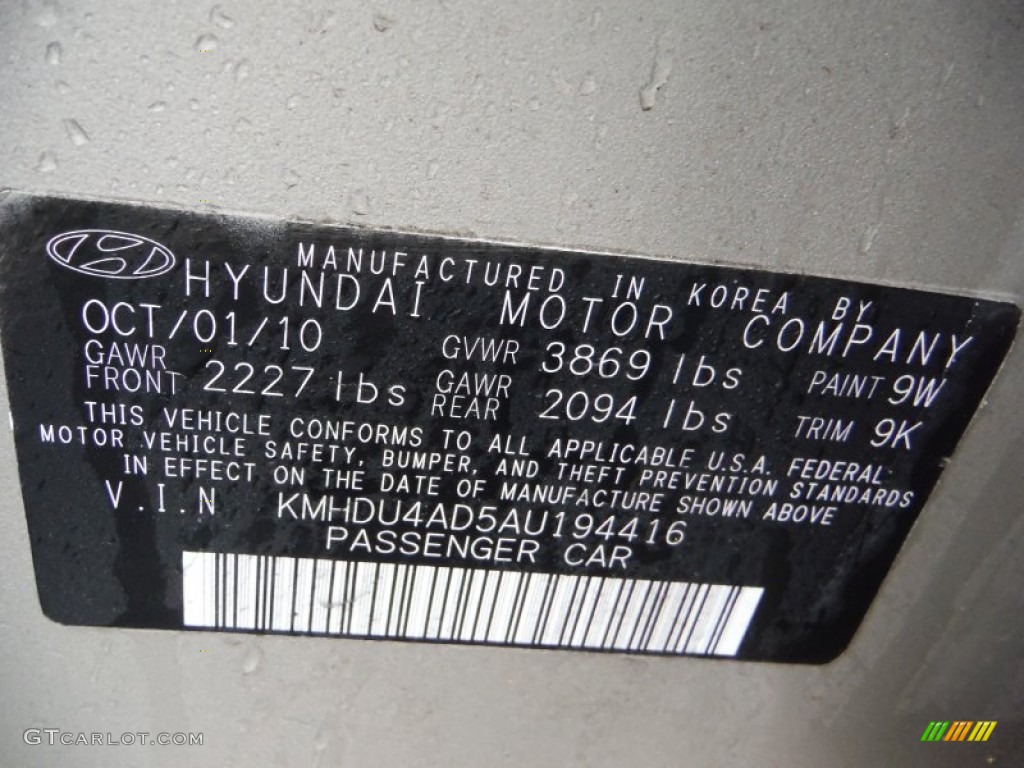 MANUFACTURED IN KOREA BY
HYUNDAI MOTOR COMPANY
OCT/01/10 GVWR 3869 lbs PAINT 9W
GAWR FRONT 2227 lbs GAWR REAR 2094 lbs TRIM 9K
THIS VEHICLE CONFORMS TO ALL APPLICABLE U.S.A. FEDERAL
MOTOR VEHICLE SAFETY, BUMPER, AND THEFT PREVENTION STANDARDS
IN EFFECT ON THE DATE OF MANUFACTURE SHOWN ABOVE
V.I.N KMHDU4AD5AU194416
PASSENGER CAR
GTCARLOT.COM